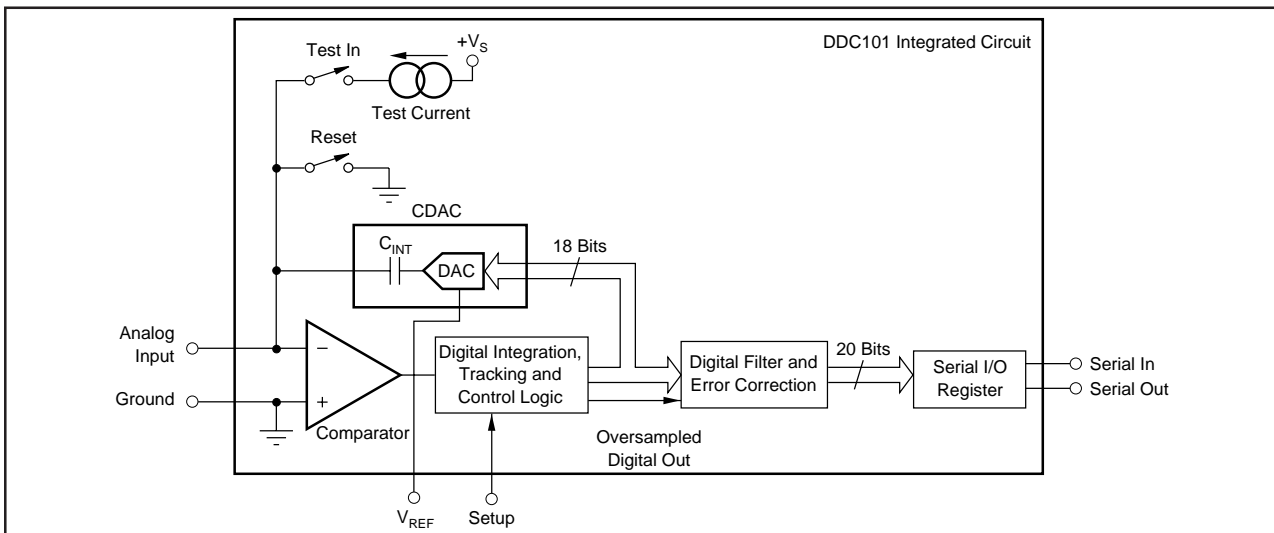 DDC101 Integrated Circuit
+VS
Test In
Test Current
Reset
CDAC
CINT
DAC
18 Bits
Analog
Input
−
Ground
+
Comparator
Digital Integration,
Tracking and
Control Logic
Digital Filter and
Error Correction
20 Bits
Serial I/O
Register
Serial In
Serial Out
Oversampled
Digital Out
VREF
Setup